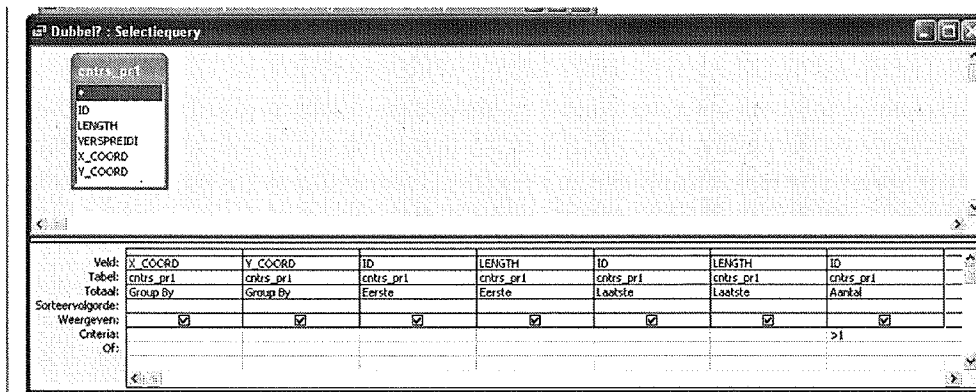 Dubbel? : Selectiequery
cntrs_pr1
*
ID
LENGTH
VERSPREIDI
X_COORD
Y_COORD
Veld: X_COORD Y_COORD ID LENGTH ID LENGTH ID
Tabel: cntrs_pr1 cntrs_pr1 cntrs_pr1 cntrs_pr1 cntrs_pr1 cntrs_pr1 cntrs_pr1
Totaal: Group By Group By Eerste Eerste Laatste Laatste Aantal
Sorteervolgorde:
Weergeven:
Criteria: >1
Of: